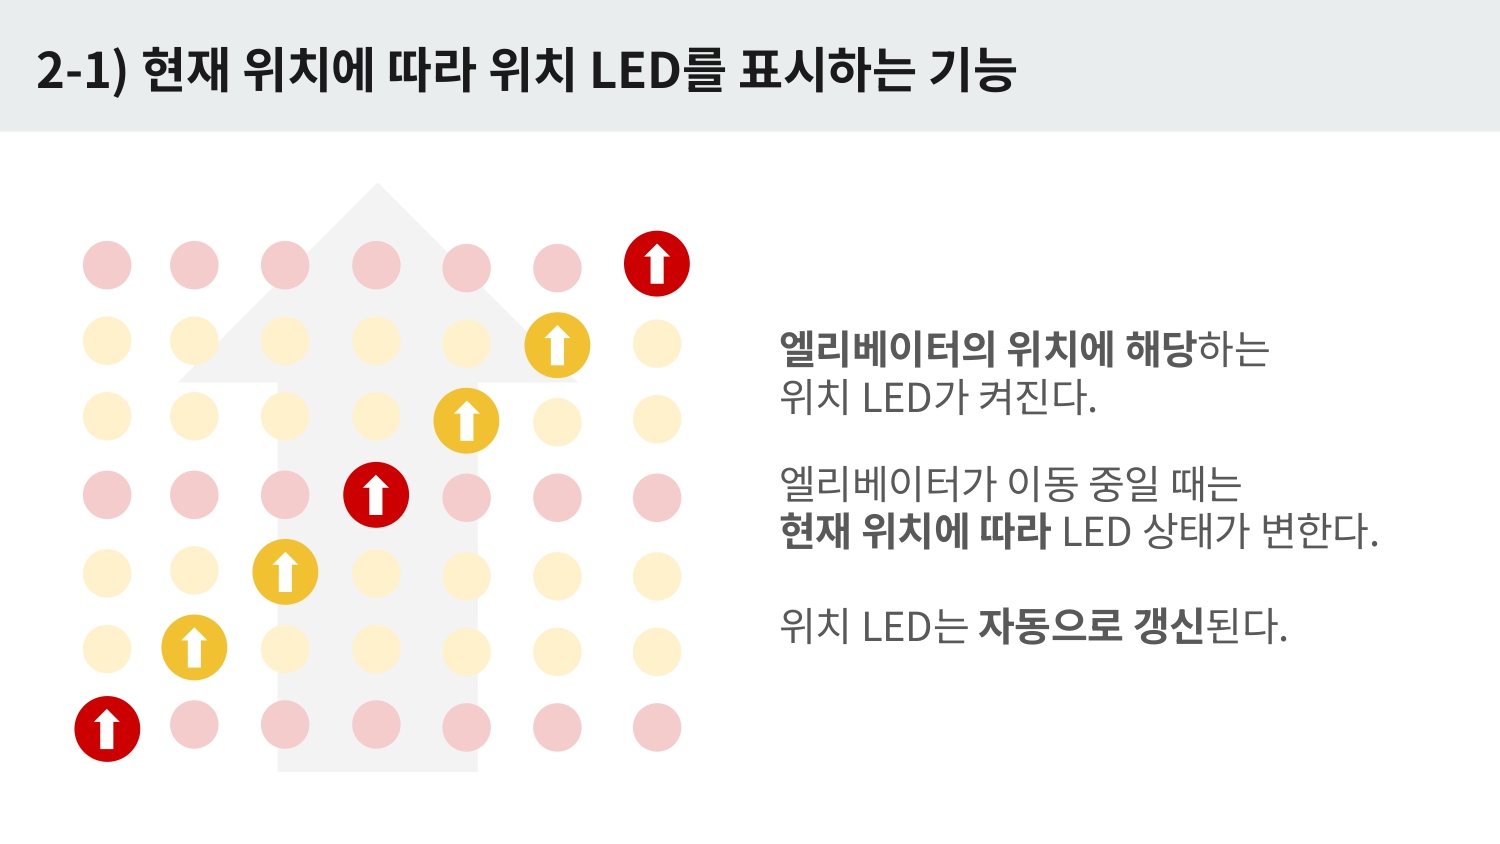 2-1) 현재 위치에 따라 위치 LED를 표시하는 기능
엘리베이터의 위치에 해당하는
위치 LED가 켜진다.
엘리베이터가 이동 중일 때는
현재 위치에 따라 LED 상태가 변한다.
위치 LED는 자동으로 갱신된다.